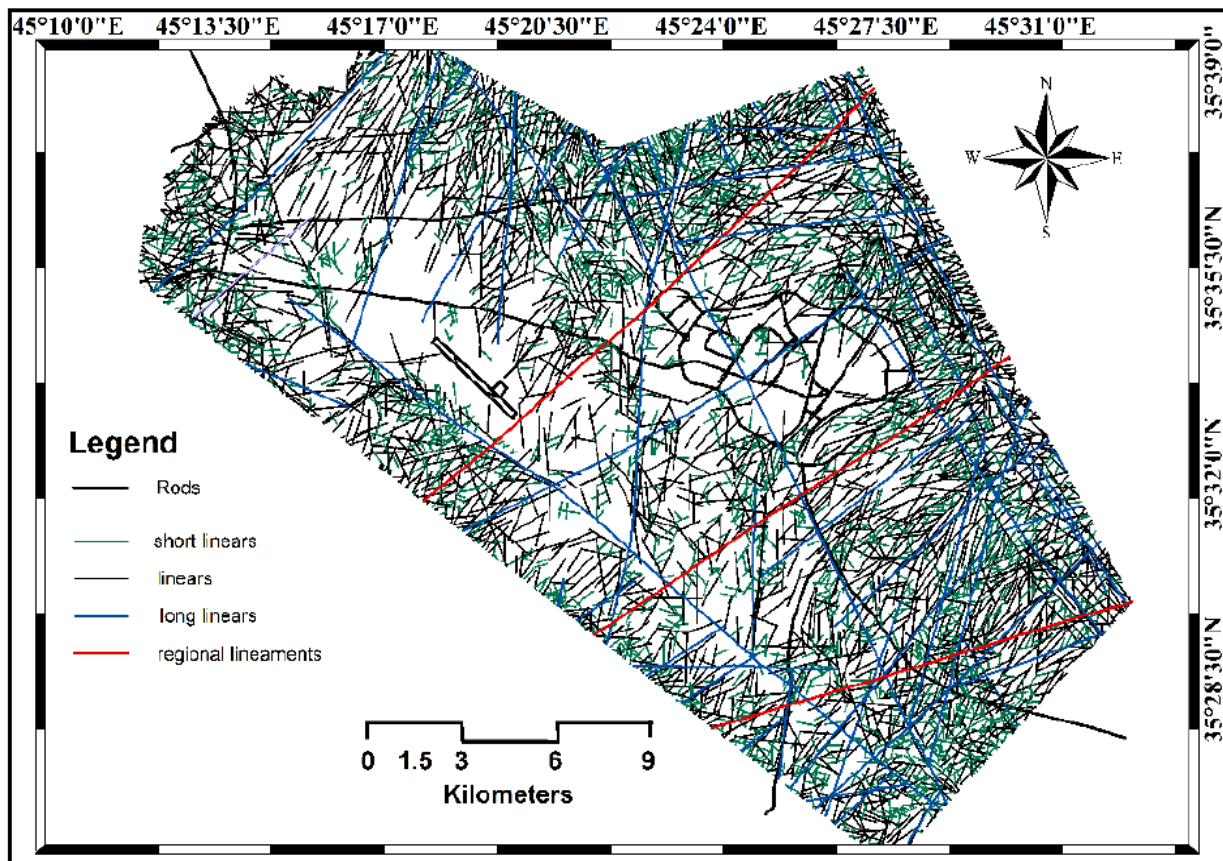 45°10'0"E 45°13'30"E 45°17'0"E 45°20'30"E 45°24'0"E 45°27'30"E 45°31'0"E
35°39'0"
35°35'30"N
35°32'0"N
35°28'30"N
N
W E
S
Legend
Rods
short linears
linears
long linears
regional lineaments
0 1.5 3 6 9
Kilometers